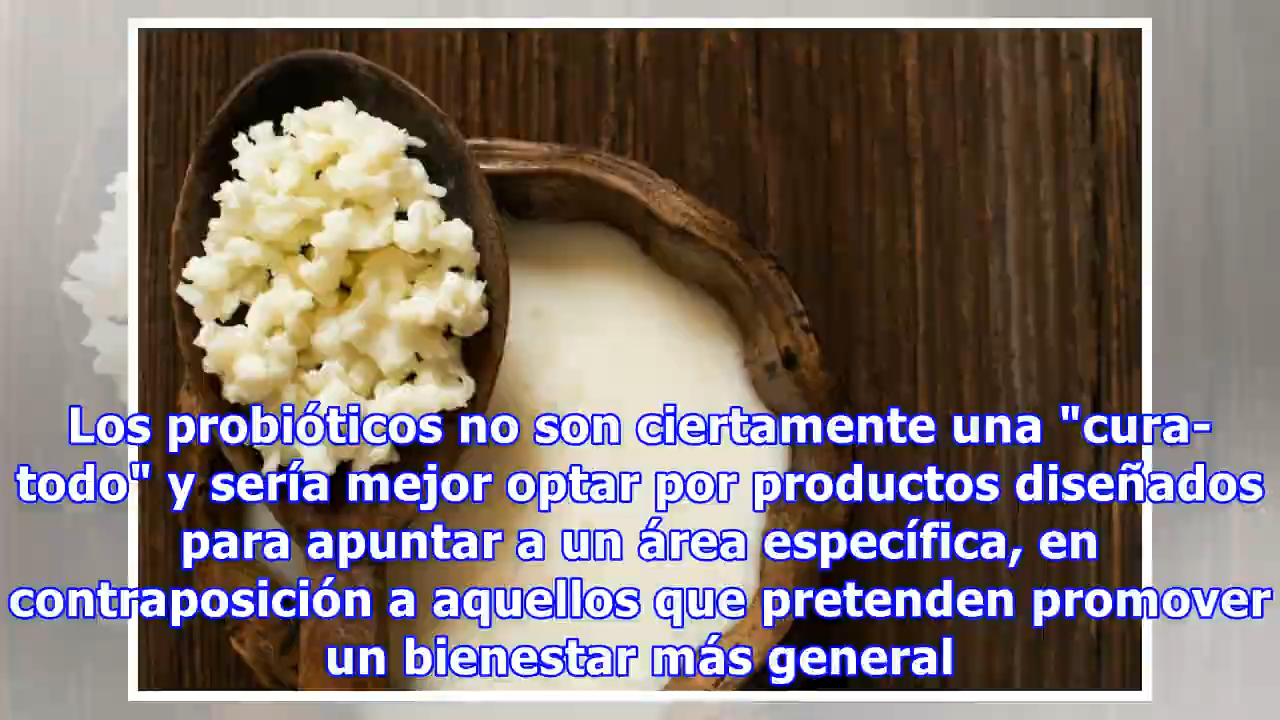 Los probióticos no son ciertamente una "cura-
todo" y sería mejor optar por productos diseñados
para apuntar a un área específica, en
contraposición a aquellos que pretenden promover
un bienestar más general